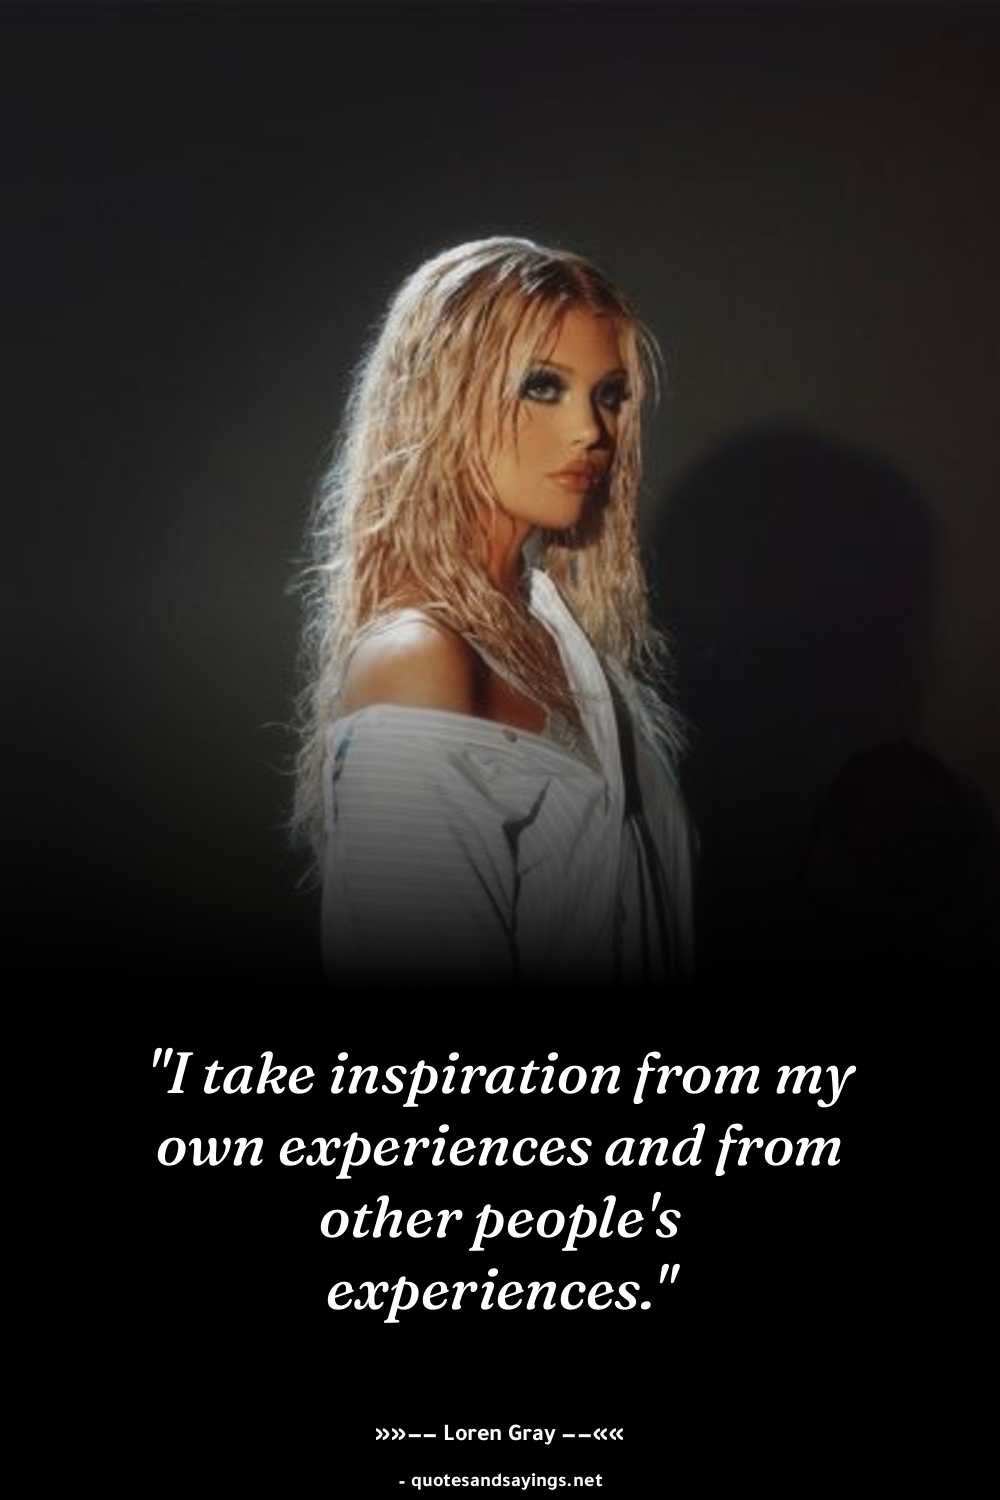 "I take inspiration from my
own experiences and from
other people's
experiences."
»»−− Loren Gray −−««
- quotesandsayings.net